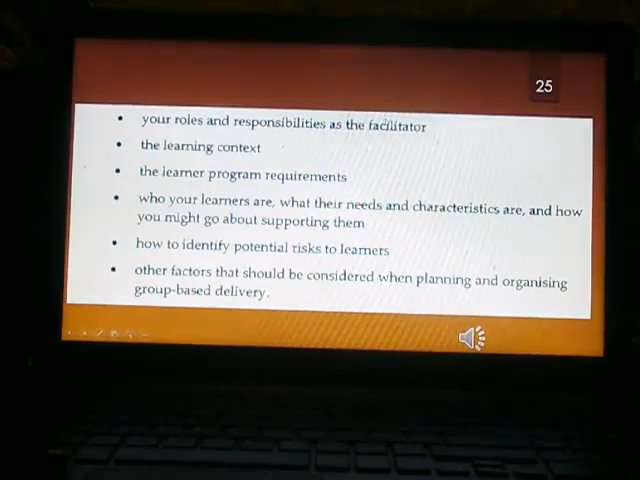 25
• your roles and responsibilities as the facilitator
• the learning context
• the learner program requirements
• who your learners are, what their needs and characteristics are, and how
you might go about supporting them
• how to identify potential risks to learners
• other factors that should be considered when planning and organising
group-based delivery.